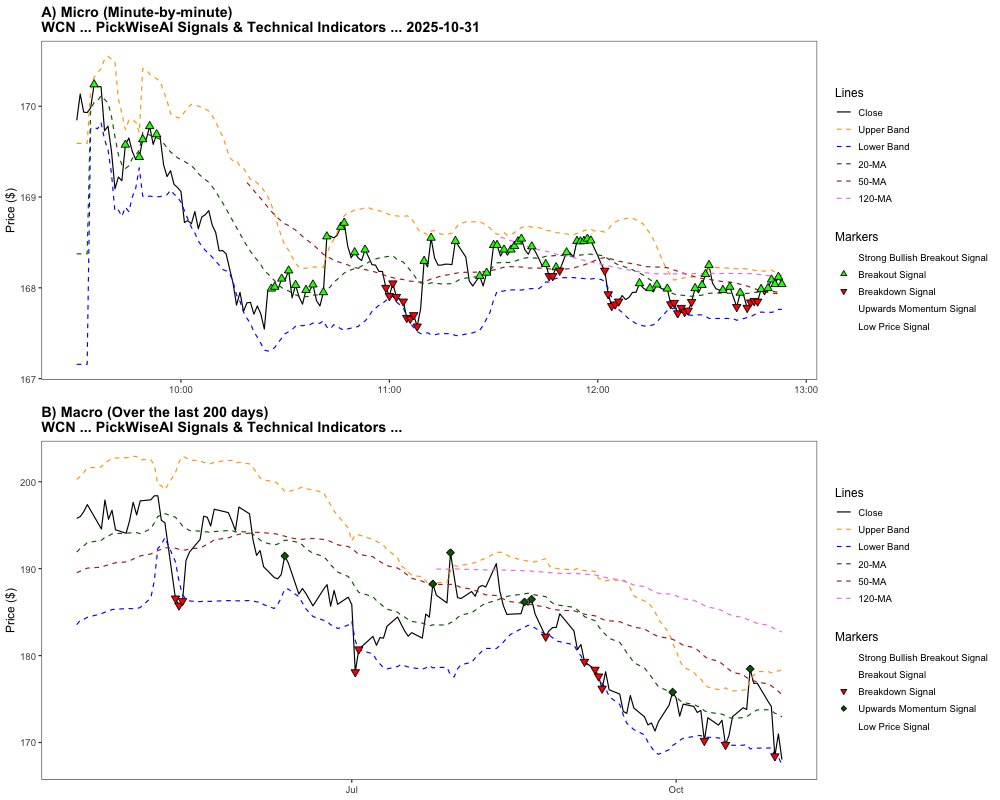 A) Micro (Minute-by-minute)
WCN ... PickWiseAI Signals & Technical Indicators ... 2025-10-31
Price ($)
170
169
168
167
10:00
11:00
12:00
13:00
Lines
Close
Upper Band
Lower Band
20-MA
50-MA
120-MA
Markers
Strong Bullish Breakout Signal
Breakout Signal
Breakdown Signal
Upwards Momentum Signal
Low Price Signal
B) Macro (Over the last 200 days)
WCN ... PickWiseAI Signals & Technical Indicators ...
Price ($)
200
190
180
170
Jul
Oct
Lines
Close
Upper Band
Lower Band
20-MA
50-MA
120-MA
Markers
Strong Bullish Breakout Signal
Breakout Signal
Breakdown Signal
Upwards Momentum Signal
Low Price Signal